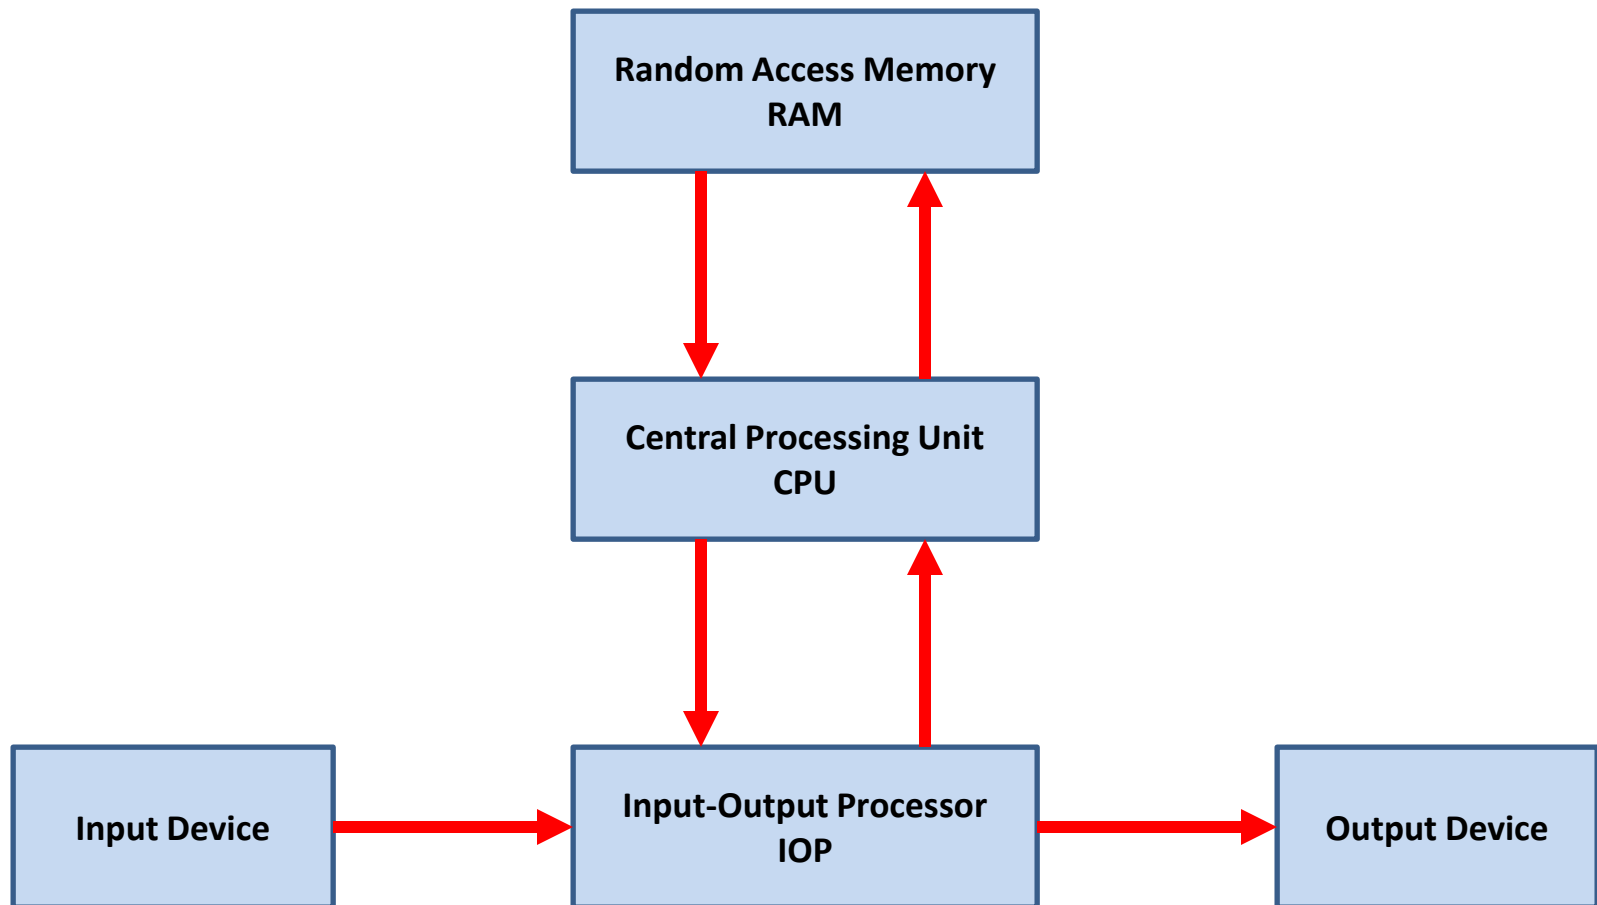 Random Access Memory
RAM
Central Processing Unit
CPU
Input Device
Input-Output Processor
IOP
Output Device